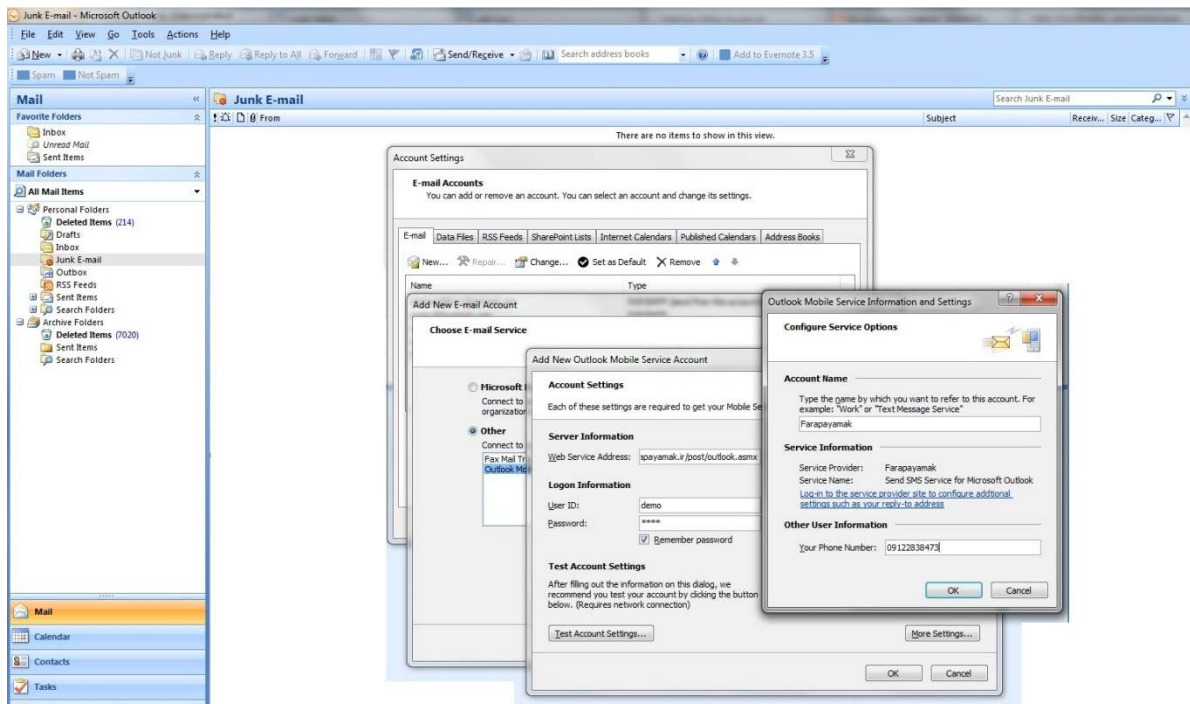 Junk E-mail - Microsoft Outlook
File Edit View Go Tools Actions Help
New Not Junk Reply Reply to All Forward Send/Receive Search address books Add to Evernote 3.5
Spam Not Spam
Mail
Favorite Folders
Inbox
Unread Mail
Sent Items
Mail Folders
All Mail Items
Personal Folders
Deleted Items (214)
Drafts
Inbox
Junk E-mail
Outbox
RSS Feeds
Sent Items
Search Folders
Archive Folders
Deleted Items (7020)
Sent Items
Search Folders
Mail
Calendar
Contacts
Tasks
Junk E-mail
Search Junk E-mail
From Subject Receiv... Size Categ...
There are no items to show in this view.
Account Settings
E-mail Accounts
You can add or remove an account. You can select an account and change its settings.
E-mail Data Files RSS Feeds SharePoint Lists Internet Calendars Published Calendars Address Books
New... Repair... Change... Set as Default Remove
Name Type
Add New E-mail Account
Choose E-mail Service
Microsoft
Connect to
organization
Other
Connect to
Fax Mail Tr
Outlook Mo
Add New Outlook Mobile Service Account
Account Settings
Each of these settings are required to get your Mobile Se
Server Information
Web Service Address: spayamak.ir/post/outlook.asmx
Logon Information
User ID: demo
Password: ****
Remember password
Test Account Settings
After filling out the information on this dialog, we
recommend you test your account by clicking the button
below. (Requires network connection)
Test Account Settings... More Settings...
OK Cancel
Outlook Mobile Service Information and Settings
Configure Service Options
Account Name
Type the name by which you want to refer to this account. For
example: "Work" or "Text Message Service"
Farapayamak
Service Information
Service Provider: Farapayamak
Service Name: Send SMS Service for Microsoft Outlook
Log-in to the service provider site to configure addtional
settings such as your reply-to address
Other User Information
Your Phone Number: 09122838473
OK Cancel